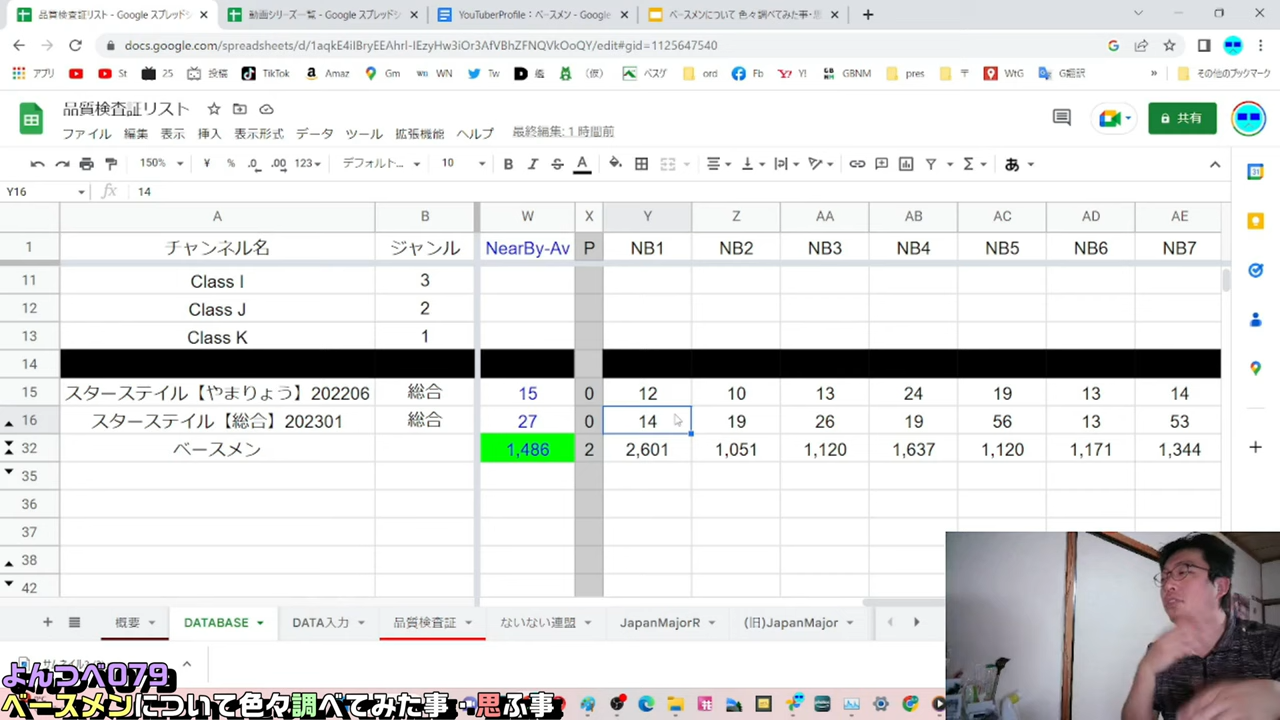 品質検査証リスト - Google スプレッドシ
動画シリーズ一覧 - Google スプレッドシ
YouTuberProfile：ベースメン - Google
ベースメンについて 色々調べてみた事・思
docs.google.com/spreadsheets/d/1aqkE4iIBryEEAhrI-IEzyHw3iOr3AfVBhZFNQVkOoQY/edit#gid=1125647540
アプリ St 25 投稿 TikTok Amaz Gm WN Tw 艦 (仮) ベスゲ ord Fb Y! GBNM pres 〒 WtG G翻訳 » その他のブックマーク
品質検査証リスト
ファイル 編集 表示 挿入 表示形式 データ ツール 拡張機能 ヘルプ 最終編集: 1 時間前
共有
150% ¥ % .0 .00 123 デフォルト... 10 B I S A Σ あ
Y16 fx 14
A B W X Y Z AA AB AC AD AE
1 チャンネル名 ジャンル NearBy-Av P NB1 NB2 NB3 NB4 NB5 NB6 NB7
11 Class I 3
12 Class J 2
13 Class K 1
14
15 スターステイル【やまりょう】202206 総合 15 0 12 10 13 24 19 13 14
16 スターステイル【総合】202301 総合 27 0 14 19 26 19 56 13 53
32 ベースメン 1,486 2 2,601 1,051 1,120 1,637 1,120 1,171 1,344
35
36
37
38
42
概要 DATABASE DATA入力 品質検査証 ないない連盟 JapanMajorR (旧)JapanMajor
よんつべ079
ベースメンについて色々調べてみた事・思ふ事